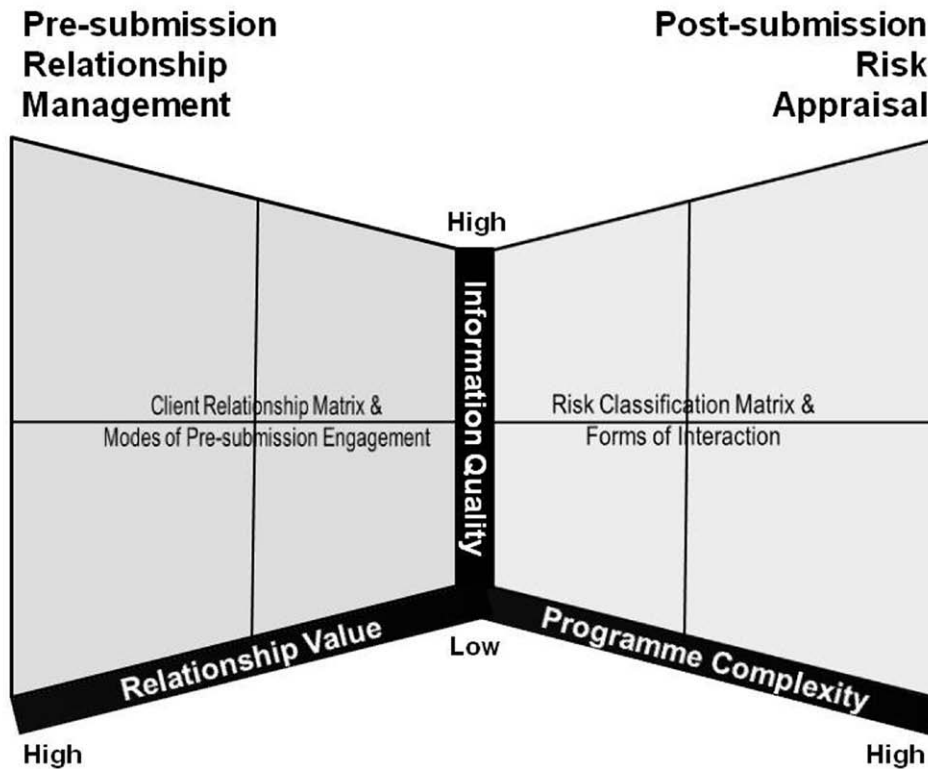 Pre-submission
Relationship
Management
Post-submission
Risk
Appraisal
High
Information Quality
Client Relationship Matrix &
Modes of Pre-submission Engagement
Risk Classification Matrix &
Forms of Interaction
Relationship Value
Low
Programme Complexity
High
High